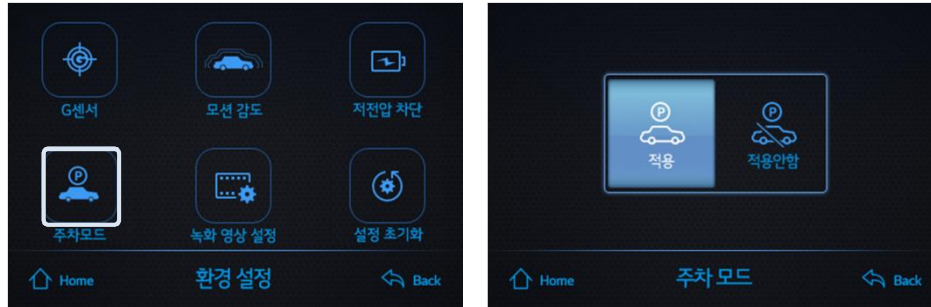 G센서
모션 감도
저전압 차단
P
주차모드
녹화 영상 설정
설정 초기화
Home
환경 설정
Back
P
적용
P
적용안함
Home
주차 모드
Back